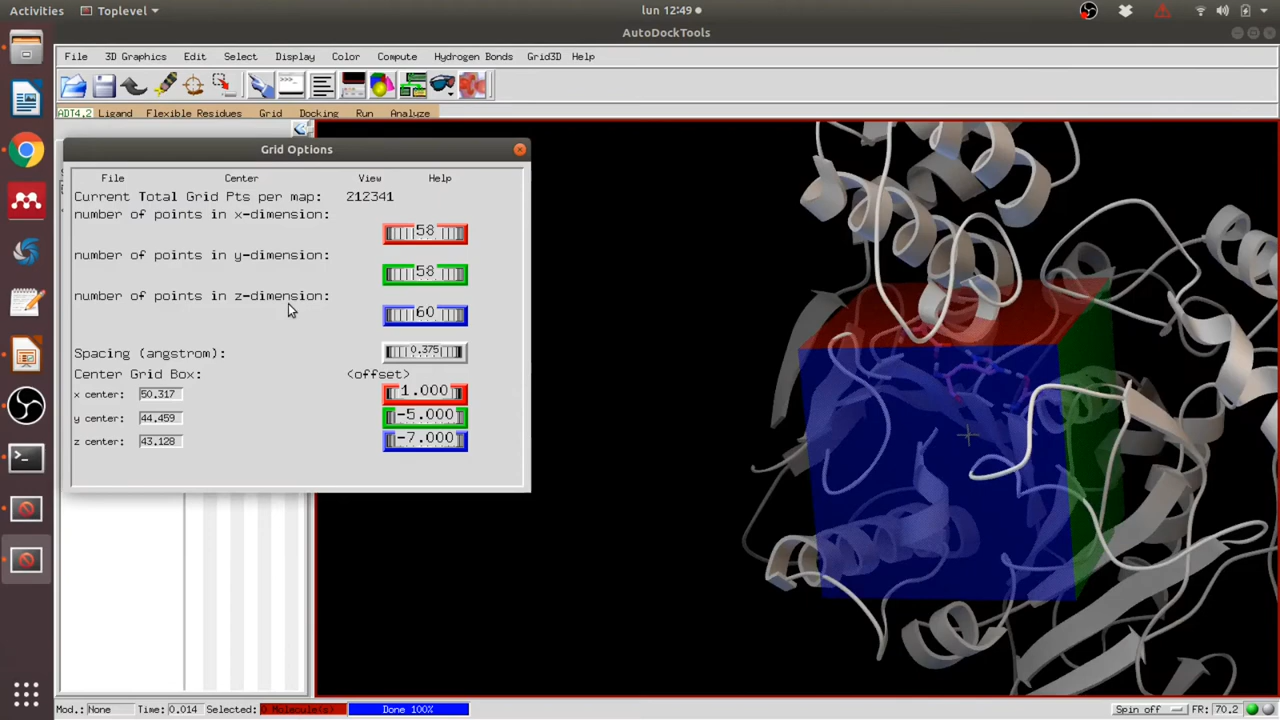 Activities Toplevel lun 12:49
AutoDockTools
File 3D Graphics Edit Select Display Color Compute Hydrogen Bonds Grid3D Help
ADT4.2 Ligand Flexible Residues Grid Docking Run Analyze
Grid Options
File Center View Help
Current Total Grid Pts per map: 212341
number of points in x-dimension:
58
number of points in y-dimension:
58
number of points in z-dimension:
60
Spacing (angstrom): 0.375
Center Grid Box: <offset>
x center: 50.317 1.000
y center: 44.459 -5.000
z center: 43.128 -7.000
Mod.: None Time: 0.014 Selected: 0 Molecule(s) Done 100% Spin off FR: 70.2